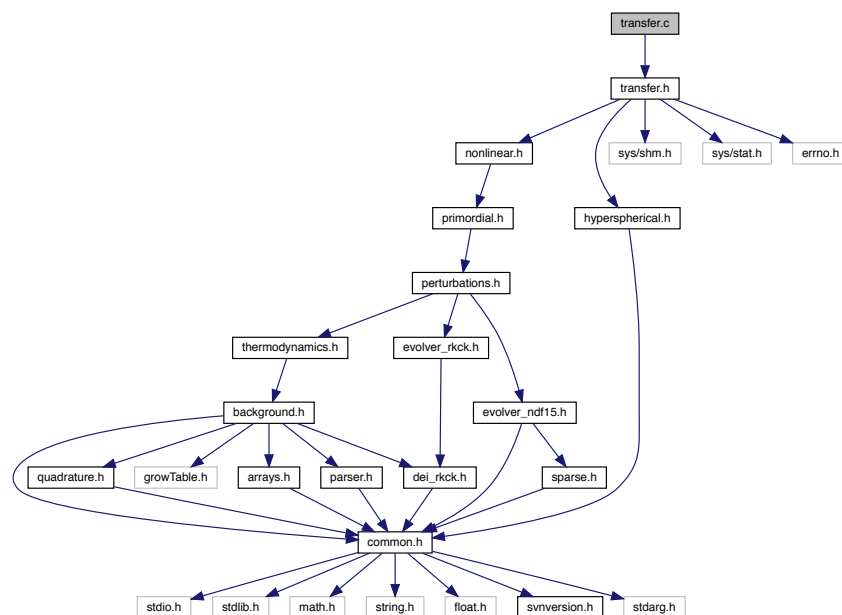 transfer.c
transfer.h
nonlinear.h
sys/shm.h
sys/stat.h
errno.h
primordial.h
hyperspherical.h
perturbations.h
thermodynamics.h
evolver_rkck.h
background.h
evolver_ndf15.h
quadrature.h
growTable.h
arrays.h
parser.h
dei_rkck.h
sparse.h
common.h
stdio.h
stdlib.h
math.h
string.h
float.h
svnversion.h
stdarg.h